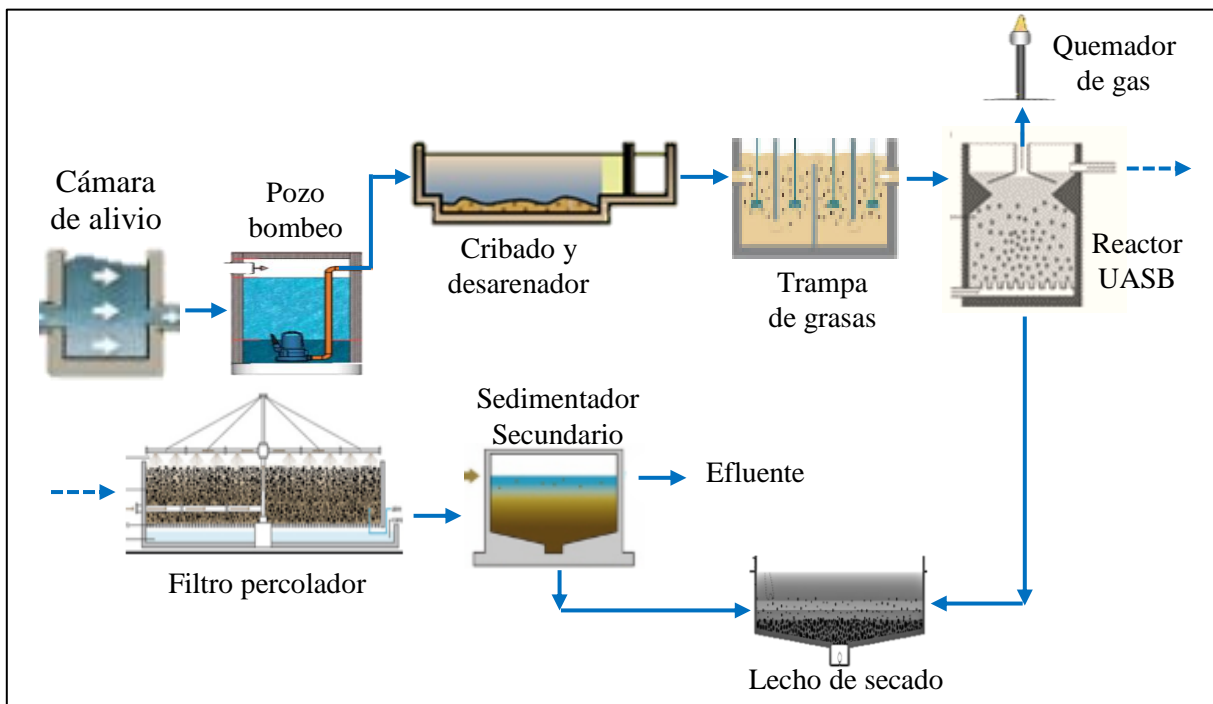 Quemador
de gas
Cámara
de alivio
Pozo
bombeo
Cribado y
desarenador
Trampa
de grasas
Reactor
UASB
Sedimentador
Secundario
Efluente
Filtro percolador
Lecho de secado